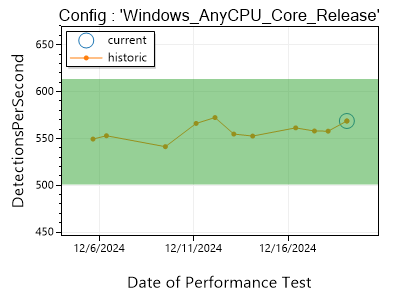 Config : 'Windows_AnyCPU_Core_Release'
current
historic
650
600
550
500
450
DetectionsPerSecond
12/6/2024
12/11/2024
12/16/2024
Date of Performance Test